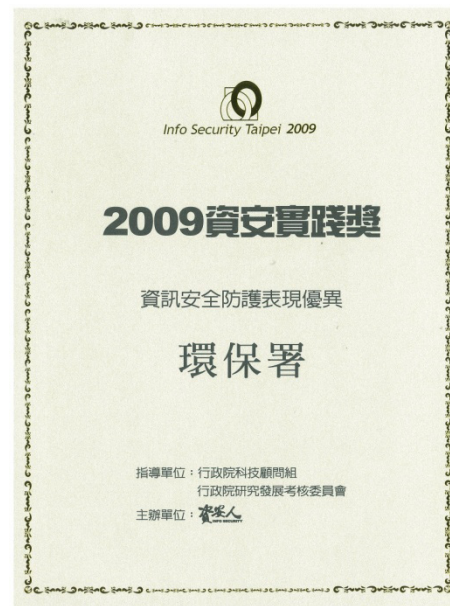 Info Security Taipei 2009
2009資安實踐獎
資訊安全防護表現優異
環保署
指導單位：行政院科技顧問組
行政院研究發展考核委員會
主辦單位：資安人
INFO SECURITY